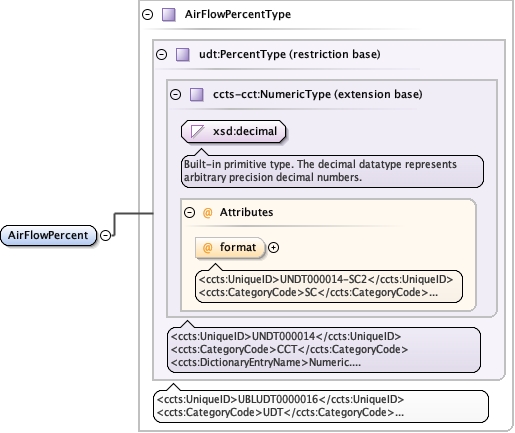 AirFlowPercentType
udt:PercentType (restriction base)
ccts-cct:NumericType (extension base)
xsd:decimal
Built-in primitive type. The decimal datatype represents
arbitrary precision decimal numbers.
@ Attributes
AirFlowPercent
@ format
<ccts:UniqueID>UNDT000014-SC2</ccts:UniqueID>
<ccts:CategoryCode>SC</ccts:CategoryCode>...
<ccts:UniqueID>UNDT000014</ccts:UniqueID>
<ccts:CategoryCode>CCT</ccts:CategoryCode>
<ccts:DictionaryEntryName>Numeric....
<ccts:UniqueID>UBLUDT0000016</ccts:UniqueID>
<ccts:CategoryCode>UDT</ccts:CategoryCode>...